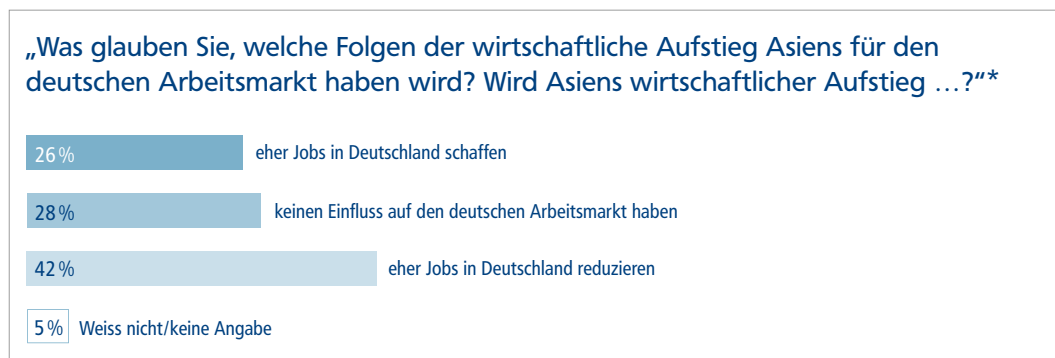 „Was glauben Sie, welche Folgen der wirtschaftliche Aufstieg Asiens für den
deutschen Arbeitsmarkt haben wird? Wird Asiens wirtschaftlicher Aufstieg …?“*
26 % eher Jobs in Deutschland schaffen
28 % keinen Einfluss auf den deutschen Arbeitsmarkt haben
42 % eher Jobs in Deutschland reduzieren
5 % Weiss nicht/keine Angabe